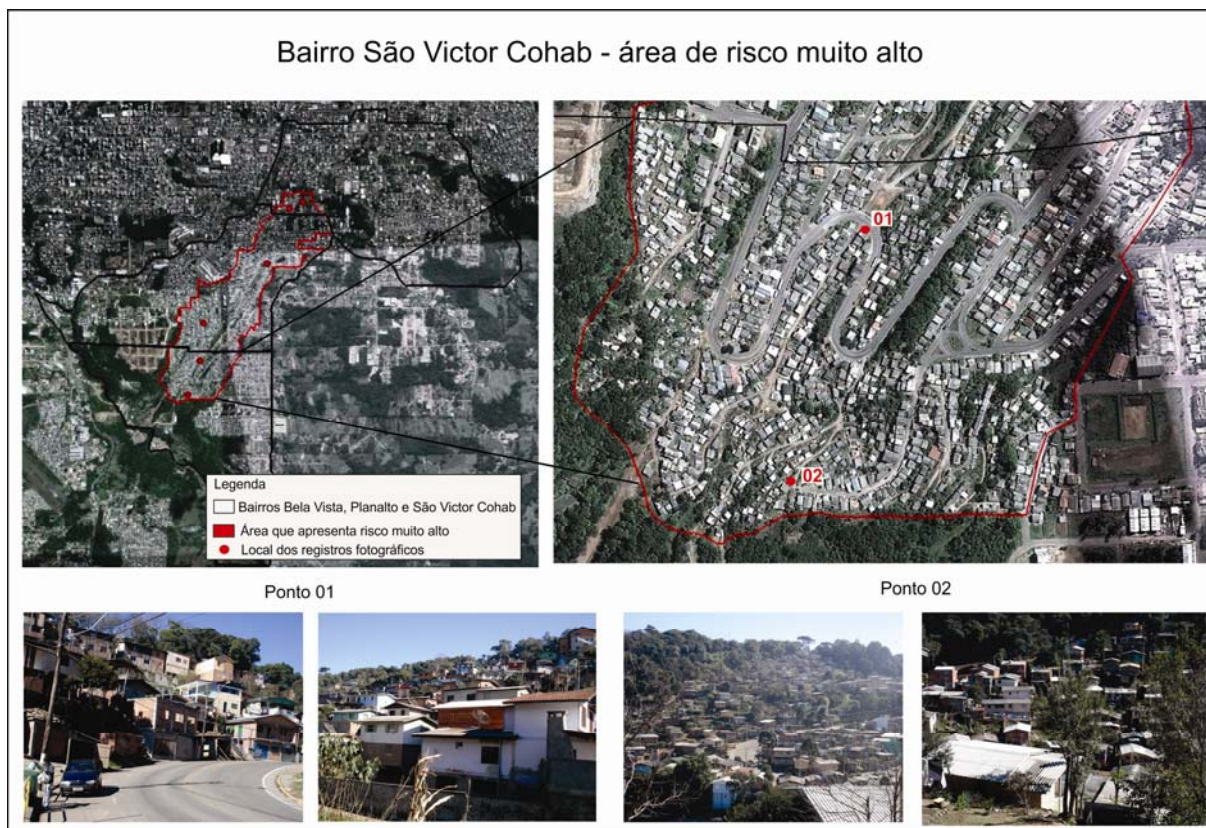 Bairro São Victor Cohab - área de risco muito alto
01
02
Legenda
Bairros Bela Vista, Planalto e São Victor Cohab
Área que apresenta risco muito alto
Local dos registros fotográficos
Ponto 01
Ponto 02